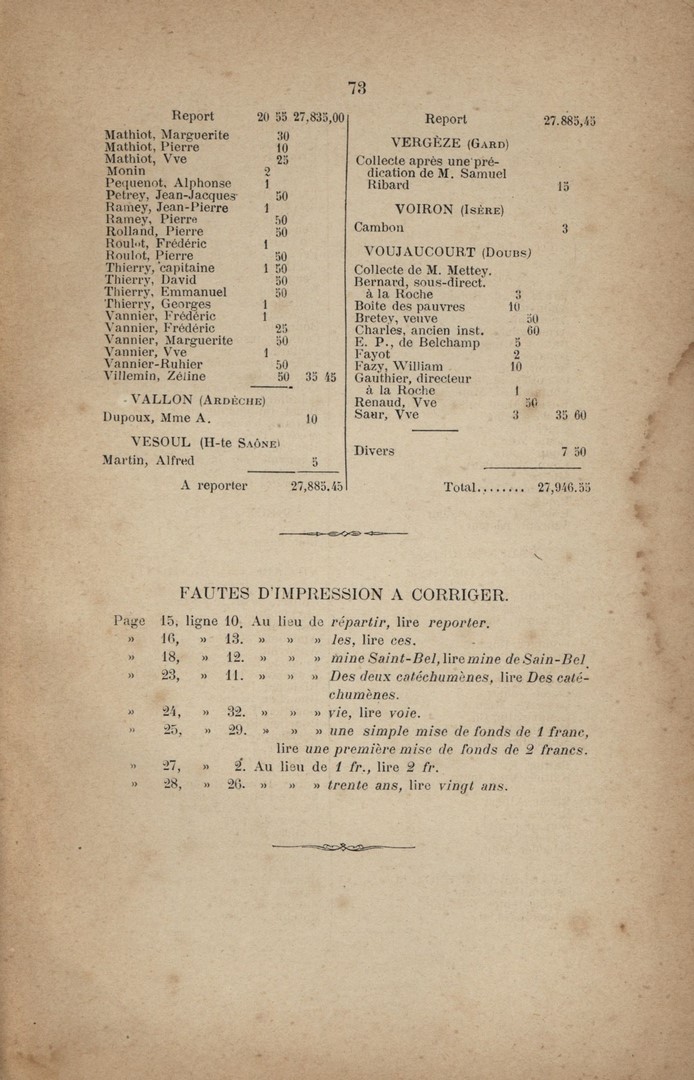 73
Report 20 55 27,835,00
Mathiot, Marguerite 30
Mathiot, Pierre 10
Mathiot, Vve 25
Monin 2
Pequenot, Alphonse 1
Petrey, Jean-Jacques 50
Ramey, Jean-Pierre 1
Ramey, Pierre 50
Rolland, Pierre 50
Roulot, Frédéric 1
Roulot, Pierre 50
Thierry, capitaine 1 50
Thierry, David 50
Thierry, Emmanuel 50
Thierry, Georges 1
Vannier, Frédéric 1
Vannier, Frédéric 25
Vannier, Marguerite 50
Vannier, Vve 1
Vannier-Ruhier 50
Villemin, Zéline 50 35 45
VALLON (ARDÈCHE)
Dupoux, Mme A. 10
VESOUL (H-te SAÔNE)
Martin, Alfred 5
A reporter 27,885.45
Report 27.885,45
VERGÈZE (GARD)
Collecte après une pré-
dication de M. Samuel
Ribard 15
VOIRON (ISÈRE)
Cambon 3
VOUJAUCOURT (DOUBS)
Collecte de M. Mettey.
Bernard, sous-direct.
à la Roche 3
Boîte des pauvres 10
Bretey, veuve 50
Charles, ancien inst. 60
E. P., de Belchamp 5
Fayot 2
Fazy, William 10
Gauthier, directeur
à la Roche 1
Renaud, Vve 50
Saur, Vve 3 35 60
Divers 7 50
Total........ 27,946.55
FAUTES D'IMPRESSION A CORRIGER.
Page 15, ligne 10. Au lieu de répartir, lire reporter.
» 16, » 13. » » » les, lire ces.
» 18, » 12. » » » mine Saint-Bel, lire mine de Sain-Bel.
» 23, » 11. » » » Des deux catéchumènes, lire Des caté-
chumènes.
» 24, » 32. » » » vie, lire voie.
» 25, » 29. » » » une simple mise de fonds de 1 franc,
lire une première mise de fonds de 2 francs.
» 27, » 2. Au lieu de 1 fr., lire 2 fr.
» 28, » 26. » » » trente ans, lire vingt ans.